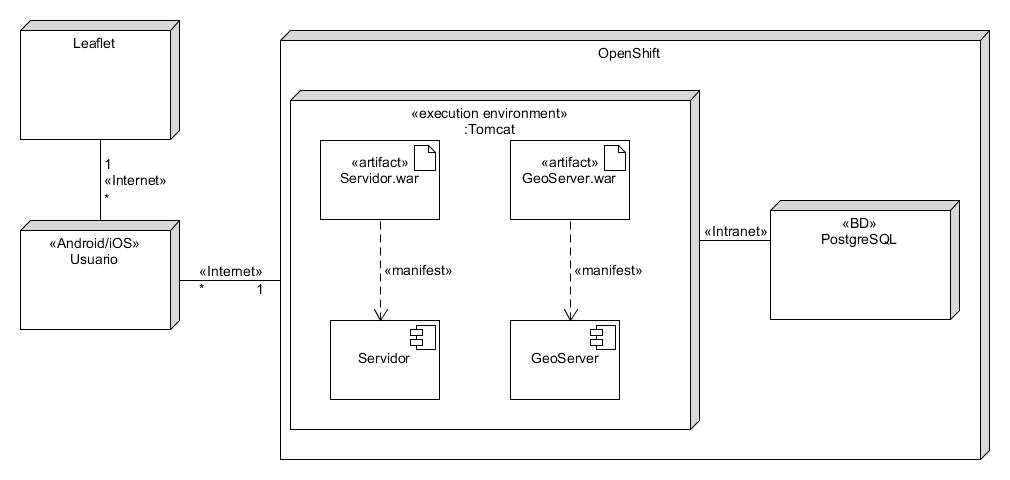 Leaflet
1
«Internet»
*
«Android/iOS»
Usuario
«Internet»
* 1
OpenShift
«execution environment»
:Tomcat
«artifact»
Servidor.war
«artifact»
GeoServer.war
«manifest»
«manifest»
Servidor
GeoServer
«Intranet»
«BD»
PostgreSQL